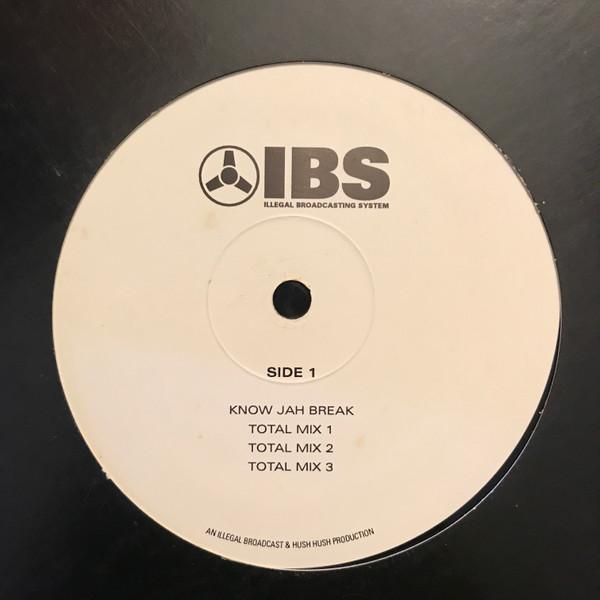 IBS
ILLEGAL BROADCASTING SYSTEM
SIDE 1
KNOW JAH BREAK
TOTAL MIX 1
TOTAL MIX 2
TOTAL MIX 3
AN ILLEGAL BROADCAST & HUSH HUSH PRODUCTION